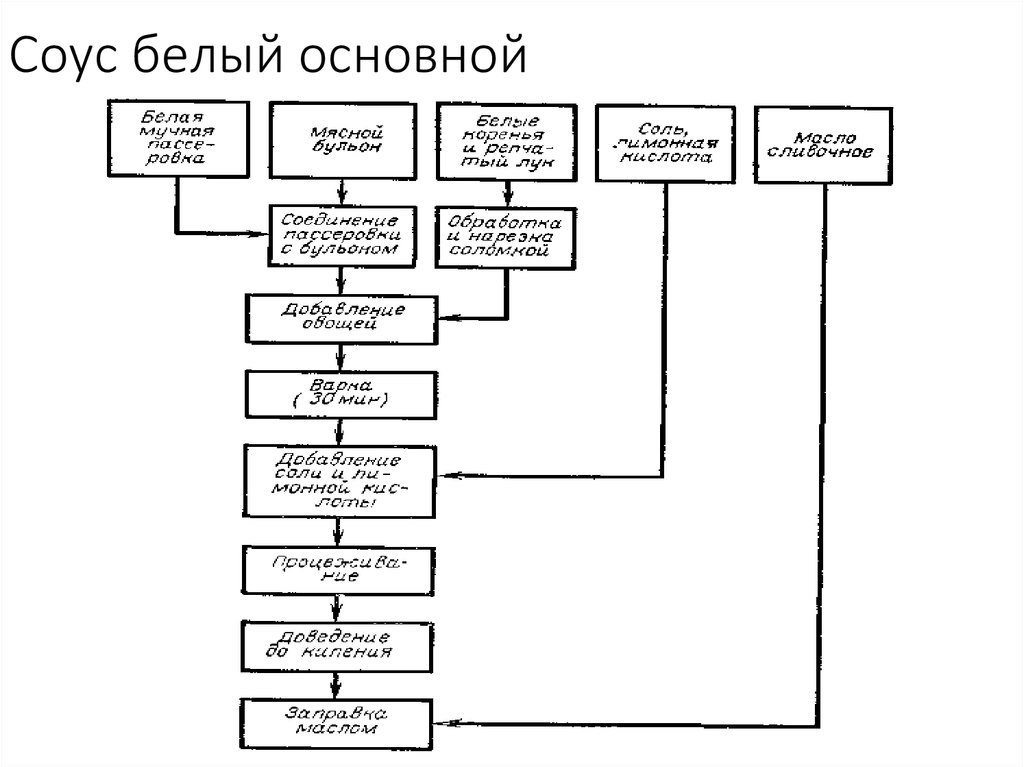 Соус белый основной
Белая
мучная
пассе-
ровка
Мясной
бульон
Белые
коренья
и репча-
тый лук
Соль,
лимонная
кислота
Масло
сливочное
Соединение
пассеровки
с бульоном
Обработка
и нарезка
соломкой
Добавление
овощей
Варка
( 30 мин)
Добавление
соли и ли-
монной кис-
лоты
Процежива-
ние
Доведение
до кипения
Заправка
маслом